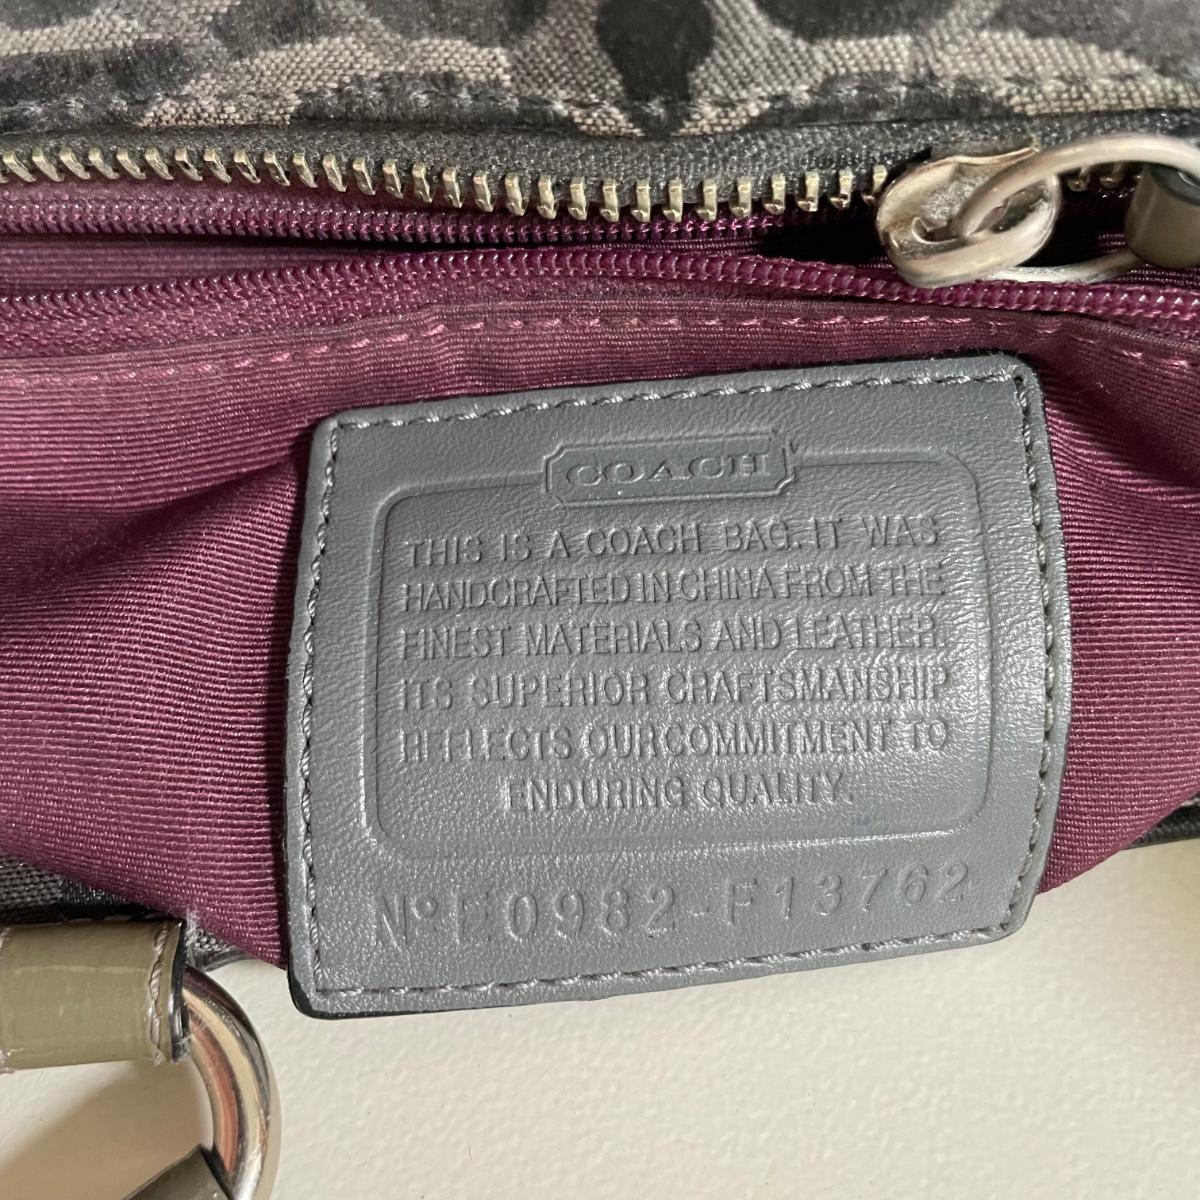 COACH
THIS IS A COACH BAG. IT WAS
HANDCRAFTED IN CHINA FROM THE
FINEST MATERIALS AND LEATHER.
ITS SUPERIOR CRAFTSMANSHIP
REFLECTS OUR COMMITMENT TO
ENDURING QUALITY.
Nº E0982-F13762